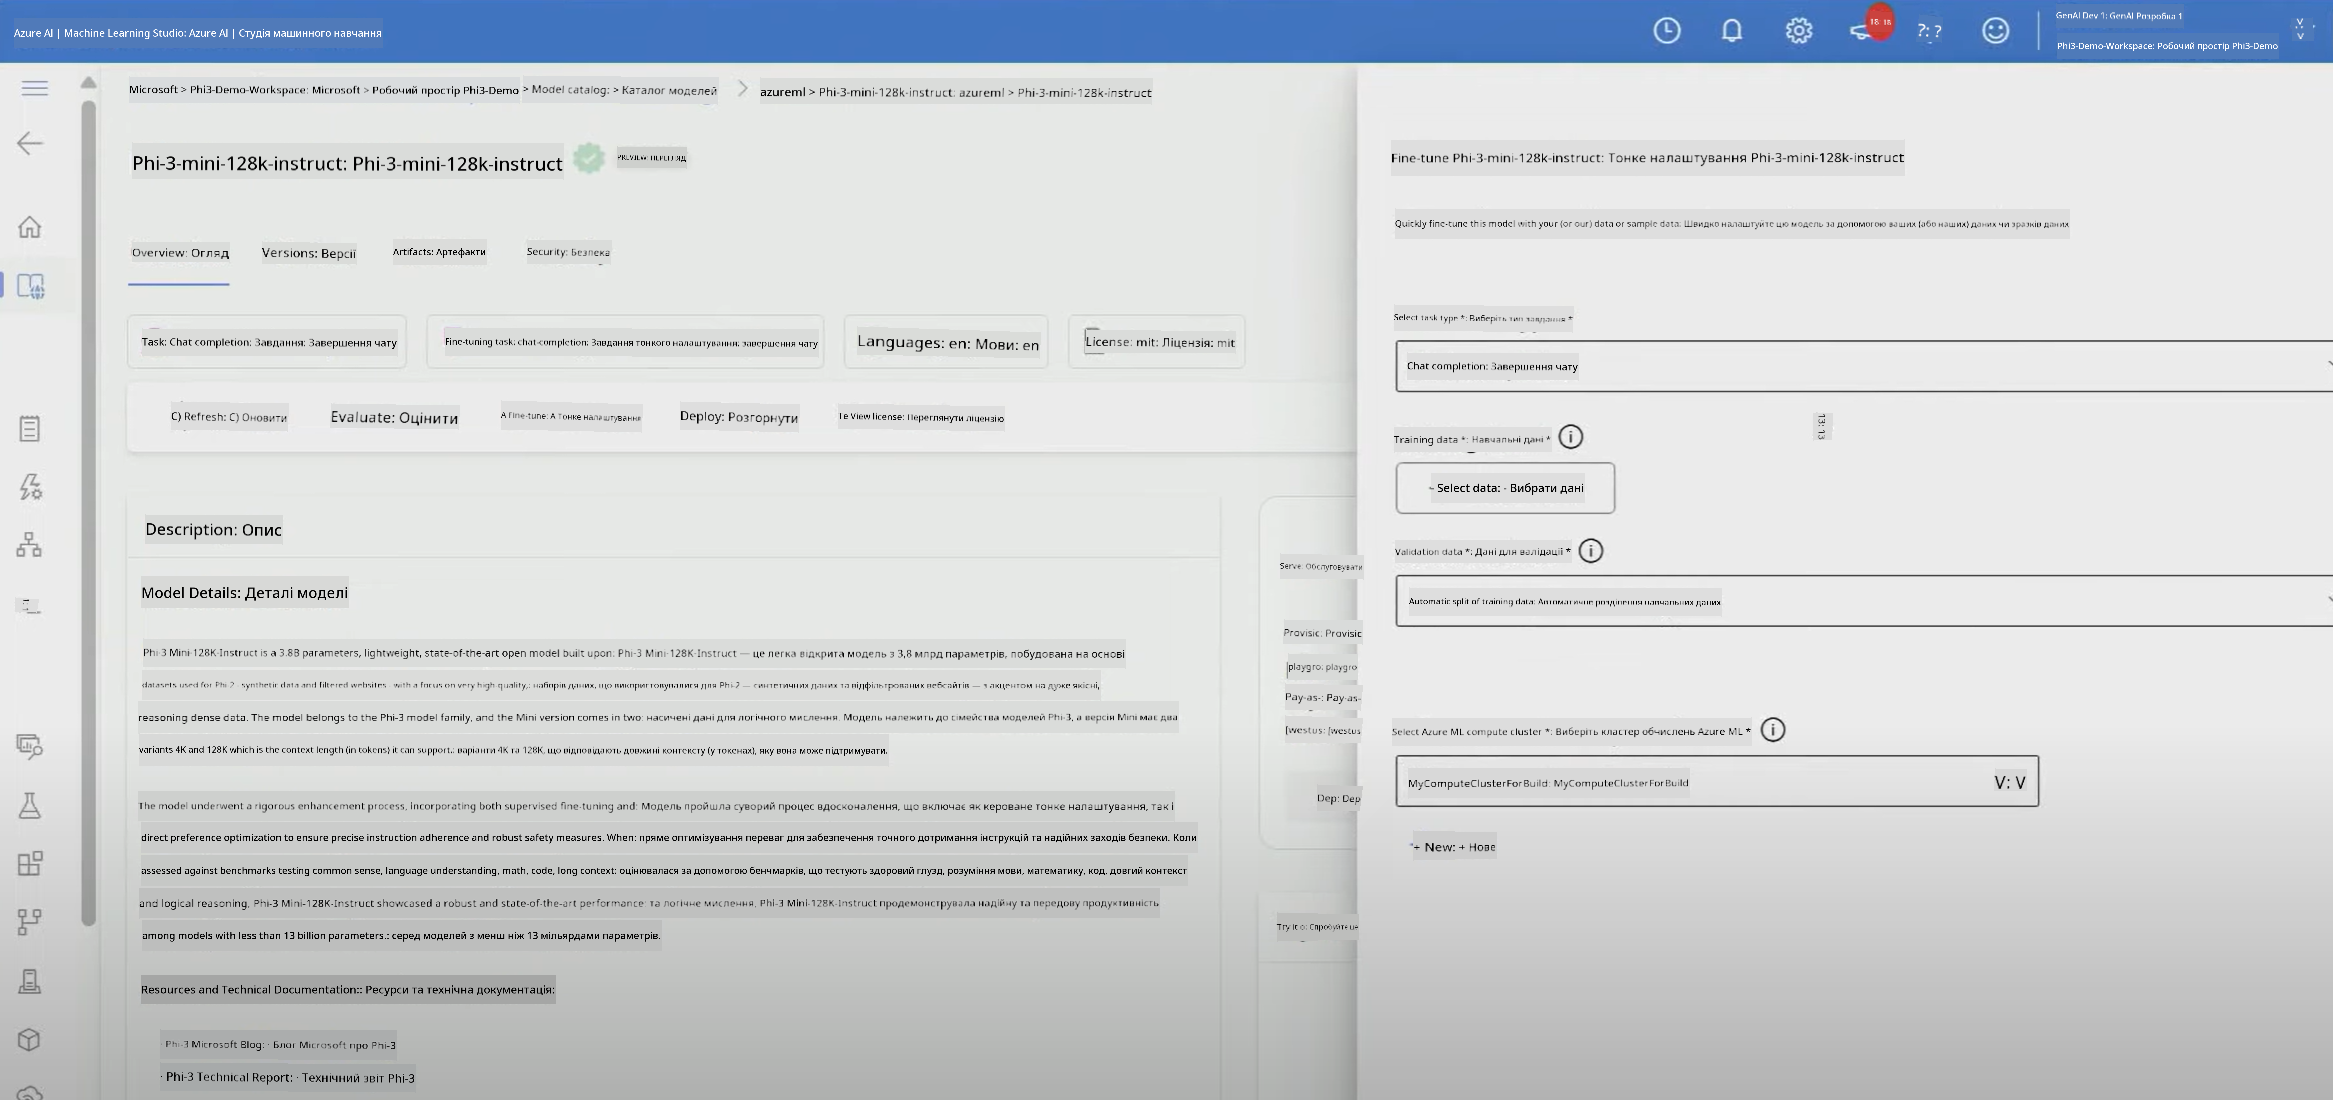 Azure AI | Machine Learning Studio: Azure AI | Студія машинного навчання
18: 18
?: ?
GenAI Dev 1: GenAI Розробка 1
Phi3-Demo-Workspace: Робочий простір Phi3-Demo
Microsoft > Phi3-Demo-Workspace: Microsoft > Робочий простір Phi3-Demo > Model catalog: > Каталог моделей
azureml > Phi-3-mini-128k-instruct: azureml > Phi-3-mini-128k-instruct
Phi-3-mini-128k-instruct: Phi-3-mini-128k-instruct
PREVIEW: ПЕРЕГЛЯД
Overview: Огляд
Versions: Версії
Artifacts: Артефакти
Security: Безпека
Task: Chat completion: Завдання: Завершення чату
Fine-tuning task: chat-completion: Завдання тонкого налаштування: завершення чату
Languages: en: Мови: en
License: mit: Ліцензія: mit
C) Refresh: C) Оновити
Evaluate: Оцінити
A Fine-tune: A Тонке налаштування
Deploy: Розгорнути
Te View license: Переглянути ліцензію
Description: Опис
Model Details: Деталі моделі
Phi-3 Mini-128K-Instruct is a 3.8B parameters, lightweight, state-of-the-art open model built upon: Phi-3 Mini-128K-Instruct — це легка відкрита модель з 3,8 млрд параметрів, побудована на основі
datasets used for Phi-2 - synthetic data and filtered websites - with a focus on very high-quality,: наборів даних, що використовувалися для Phi-2 — синтетичних даних та відфільтрованих вебсайтів — з акцентом на дуже якісні,
reasoning dense data. The model belongs to the Phi-3 model family, and the Mini version comes in two: насичені дані для логічного мислення. Модель належить до сімейства моделей Phi-3, а версія Mini має два
variants 4K and 128K which is the context length (in tokens) it can support.: варіанти 4K та 128K, що відповідають довжині контексту (у токенах), яку вона може підтримувати.
The model underwent a rigorous enhancement process, incorporating both supervised fine-tuning and: Модель пройшла суворий процес вдосконалення, що включає як кероване тонке налаштування, так і
direct preference optimization to ensure precise instruction adherence and robust safety measures. When: пряме оптимізування переваг для забезпечення точного дотримання інструкцій та надійних заходів безпеки. Коли
assessed against benchmarks testing common sense, language understanding, math, code, long context: оцінювалася за допомогою бенчмарків, що тестують здоровий глузд, розуміння мови, математику, код, довгий контекст
and logical reasoning, Phi-3 Mini-128K-Instruct showcased a robust and state-of-the-art performance: та логічне мислення, Phi-3 Mini-128K-Instruct продемонструвала надійну та передову продуктивність
among models with less than 13 billion parameters.: серед моделей з менш ніж 13 мільярдами параметрів.
Resources and Technical Documentation:: Ресурси та технічна документація:
· Phi-3 Microsoft Blog: · Блог Microsoft про Phi-3
· Phi-3 Technical Report: · Технічний звіт Phi-3
Serve: Обслуговувати
Provisic: Provisic
playgro: playgro
Pay-as-: Pay-as-
[westus: [westus
Dep: Dep
Try it o: Спробуйте це
Fine-tune Phi-3-mini-128k-instruct: Тонке налаштування Phi-3-mini-128k-instruct
Quickly fine-tune this model with your (or our) data or sample data: Швидко налаштуйте цю модель за допомогою ваших (або наших) даних чи зразків даних
Select task type *: Виберіть тип завдання *
Chat completion: Завершення чату
13: 13
Training data *: Навчальні дані *
- Select data: - Вибрати дані
Validation data *: Дані для валідації *
Automatic split of training data: Автоматичне розділення навчальних даних
Select Azure ML compute cluster *: Виберіть кластер обчислень Azure ML *
MyComputeClusterForBuild: MyComputeClusterForBuild
V: V
+ New: + Нове